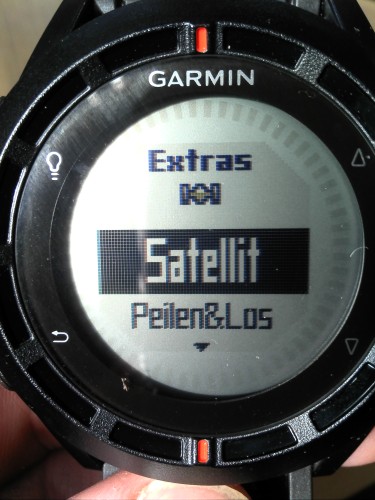 GARMIN
Extras
Satellit
Peilen&Los